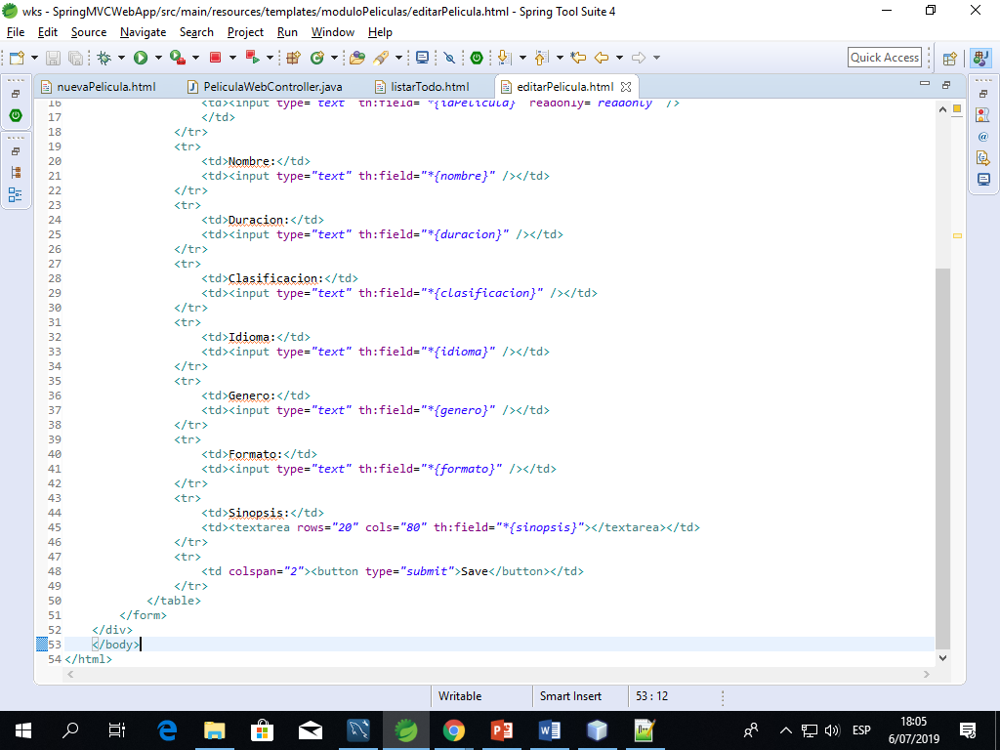 wks - SpringMVCWebApp/src/main/resources/templates/moduloPeliculas/editarPelicula.html - Spring Tool Suite 4
File Edit Source Navigate Search Project Run Window Help
Quick Access
nuevaPelicula.html PeliculaWebController.java listarTodo.html editarPelicula.html
16 <td><input type="text" th:field="*{idPelicula}" readonly="readonly" />
17 </td>
18 </tr>
19 <tr>
20 <td>Nombre:</td>
21 <td><input type="text" th:field="*{nombre}" /></td>
22 </tr>
23 <tr>
24 <td>Duracion:</td>
25 <td><input type="text" th:field="*{duracion}" /></td>
26 </tr>
27 <tr>
28 <td>Clasificacion:</td>
29 <td><input type="text" th:field="*{clasificacion}" /></td>
30 </tr>
31 <tr>
32 <td>Idioma:</td>
33 <td><input type="text" th:field="*{idioma}" /></td>
34 </tr>
35 <tr>
36 <td>Genero:</td>
37 <td><input type="text" th:field="*{genero}" /></td>
38 </tr>
39 <tr>
40 <td>Formato:</td>
41 <td><input type="text" th:field="*{formato}" /></td>
42 </tr>
43 <tr>
44 <td>Sinopsis:</td>
45 <td><textarea rows="20" cols="80" th:field="*{sinopsis}"></textarea></td>
46 </tr>
47 <tr>
48 <td colspan="2"><button type="submit">Save</button></td>
49 </tr>
50 </table>
51 </form>
52 </div>
53 </body>
54 </html>
Writable Smart Insert 53 : 12
ESP 18:05
6/07/2019